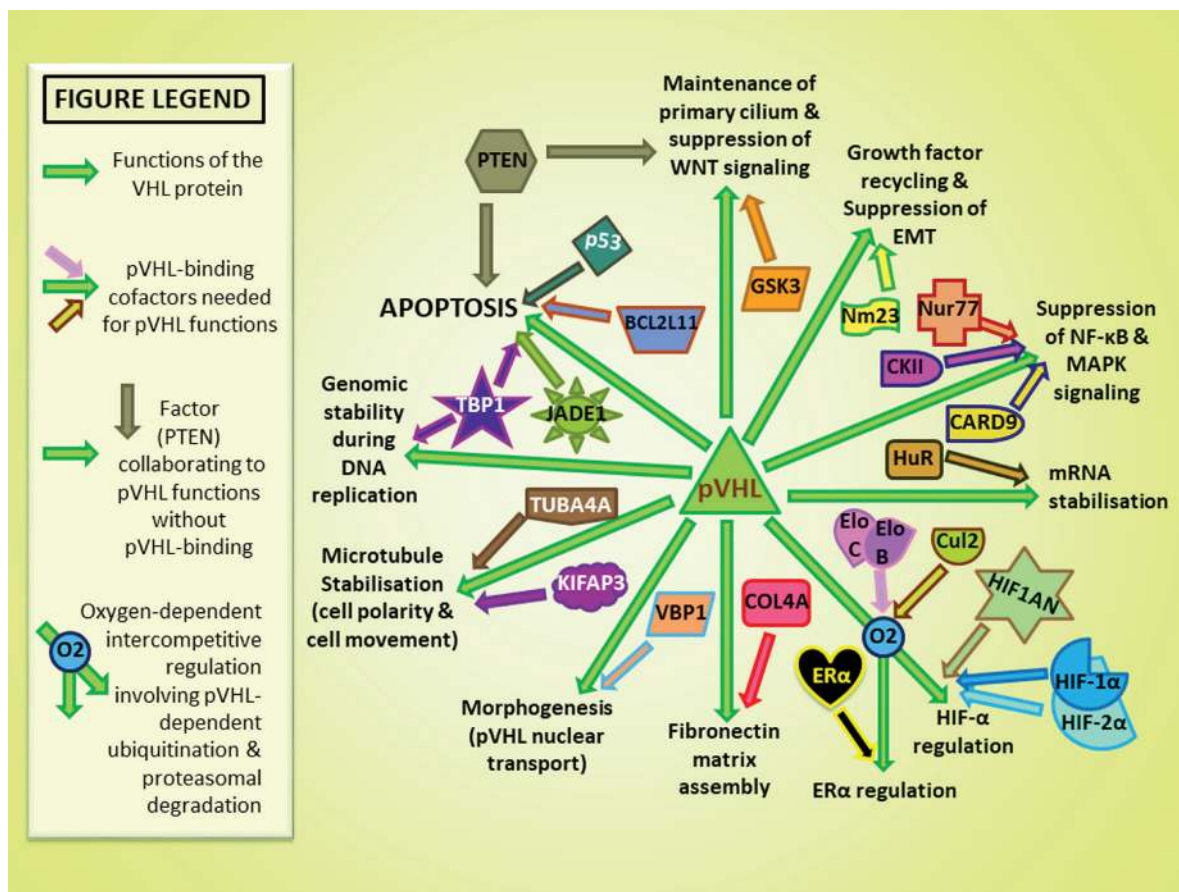 FIGURE LEGEND
Functions of the
VHL protein
pVHL-binding
cofactors needed
for pVHL functions
Factor
(PTEN)
collaborating to
pVHL functions
without
pVHL-binding
O2
Oxygen-dependent
intercompetitive
regulation
involving pVHL-
dependent
ubiquitination &
proteasomal
degradation
Maintenance of
primary cilium &
suppression of
WNT signaling
PTEN
Growth factor
recycling &
Suppression of
EMT
p53
APOPTOSIS
BCL2L11
GSK3
Nm23
Nur77
Suppression
of NF-κB &
MAPK
signaling
CKII
CARD9
Genomic
stability
during
DNA
replication
TBP1
JADE1
pVHL
HuR
mRNA
stabilisation
TUBA4A
Microtubule
Stabilisation
(cell polarity &
cell movement)
KIFAP3
VBP1
COL4A
Elo
C
Elo
B
Cul2
HIF1AN
O2
ERα
HIF-1α
HIF-2α
Morphogenesis
(pVHL nuclear
transport)
Fibronectin
matrix
assembly
HIF-α
regulation
ERα regulation